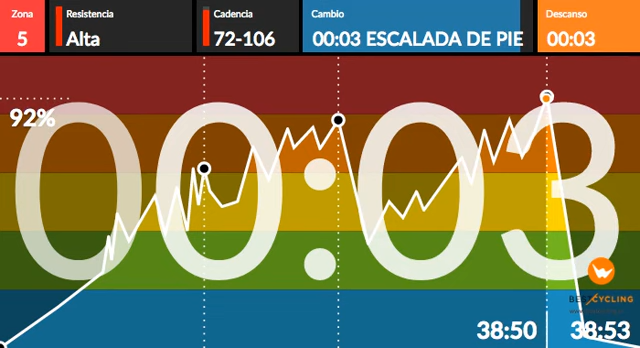 Zona
5
Resistencia
Alta
Cadencia
72-106
Cambio
00:03 ESCALADA DE PIE
Descanso
00:03
92%
00:03
BESTCYCLING
38:50
38:53